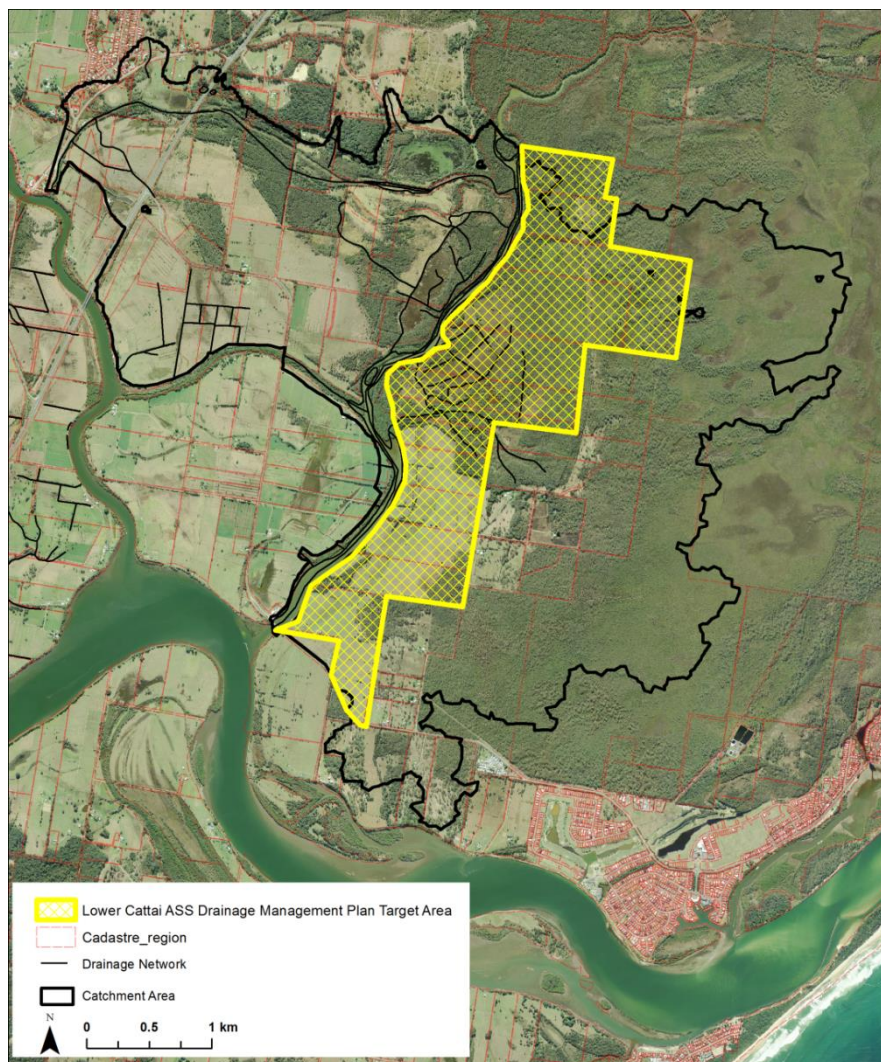 Lower Cattai ASS Drainage Management Plan Target Area
Cadastre_region
Drainage Network
Catchment Area
N
0 0.5 1 km